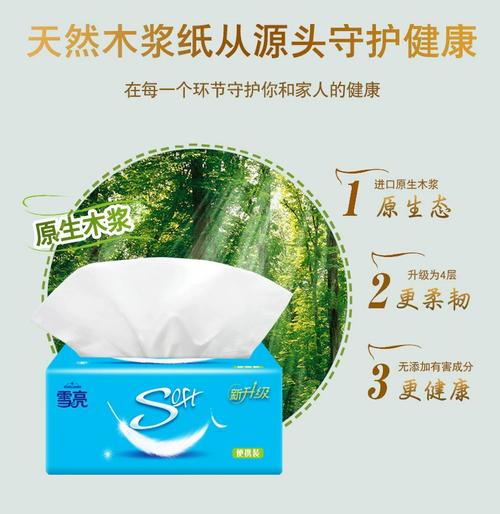 天然木浆纸从源头守护健康
在每一个环节守护你和家人的健康
原生木浆
1
进口原生木浆
原生态
2
升级为4层
更柔韧
3
无添加有害成分
更健康
雪亮
Soft
新升级
便携装